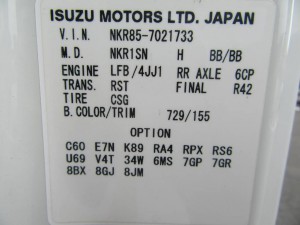 ISUZU MOTORS LTD. JAPAN
V.I.N. NKR85-7021733
M.D. NKR1SN H BB/BB
ENGINE LFB/4JJ1 RR AXLE 6CP
TRANS. RST FINAL R42
TIRE CSG
B.COLOR/TRIM 729/155
OPTION
C60 E7N K89 RA4 RPX RS6
U69 V4T 34W 6MS 7GP 7GR
8BX 8GJ 8JM